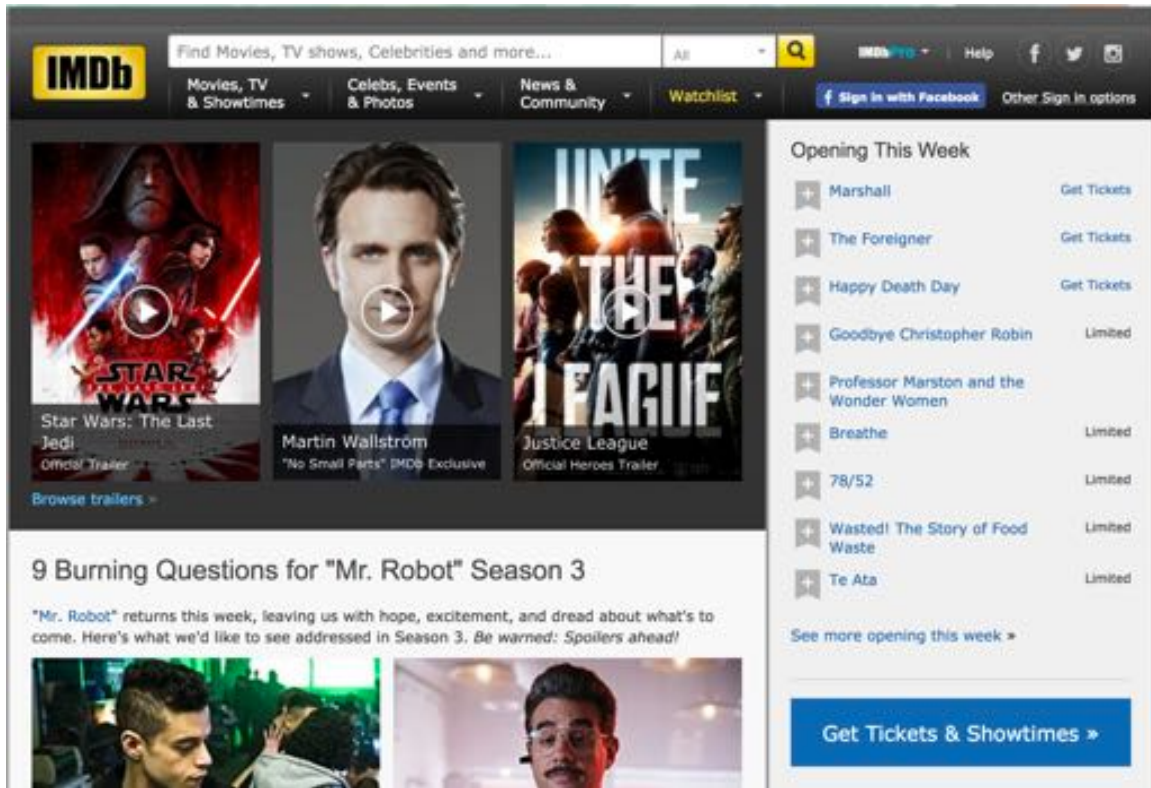 IMDb
Find Movies, TV shows, Celebrities and more...
All
IMDbPro
Help
Movies, TV
& Showtimes
Celebs, Events
& Photos
News &
Community
Watchlist
f Sign in with Facebook
Other Sign in options
STAR
WARS
Star Wars: The Last
Jedi
Official Trailer
Martin Wallström
"No Small Parts" IMDb Exclusive
UNITE
THE
LEAGUE
Justice League
Official Heroes Trailer
Browse trailers »
Opening This Week
Marshall Get Tickets
The Foreigner Get Tickets
Happy Death Day Get Tickets
Goodbye Christopher Robin Limited
Professor Marston and the
Wonder Women
Breathe Limited
78/52 Limited
Wasted! The Story of Food Limited
Waste
Te Ata Limited
See more opening this week »
Get Tickets & Showtimes »
9 Burning Questions for "Mr. Robot" Season 3
"Mr. Robot" returns this week, leaving us with hope, excitement, and dread about what's to
come. Here's what we'd like to see addressed in Season 3. Be warned: Spoilers ahead!